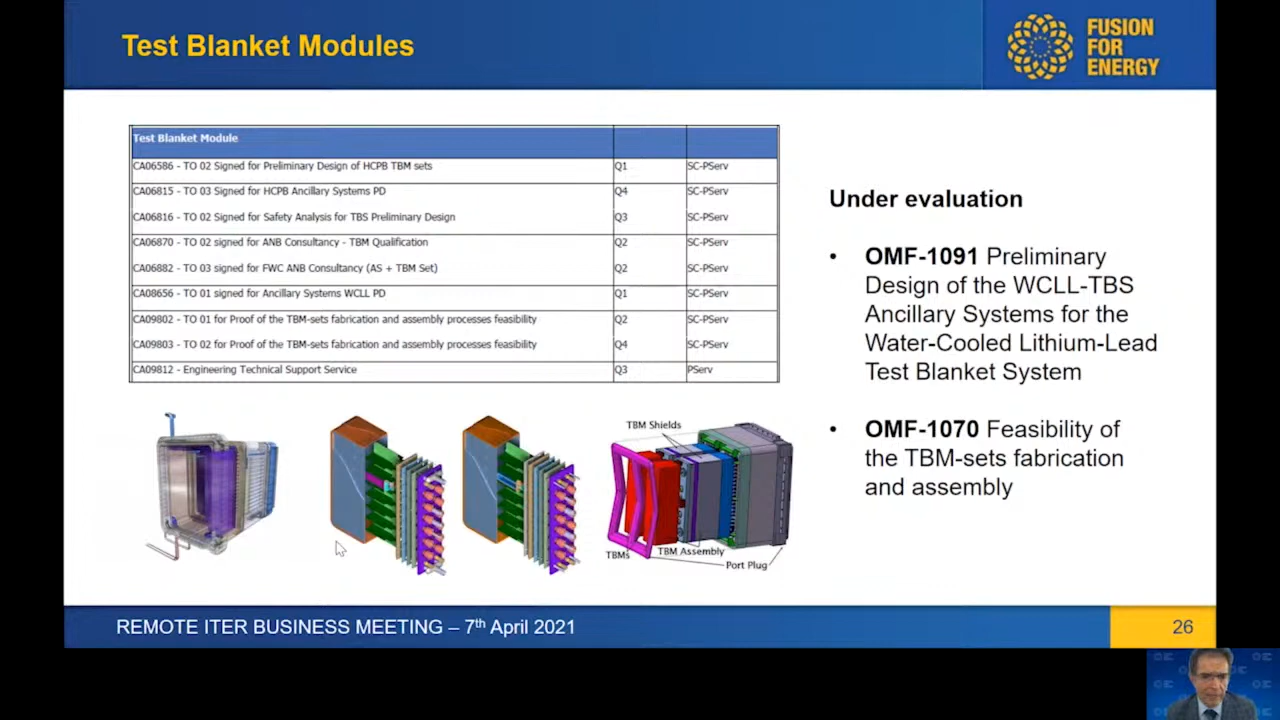 Test Blanket Modules
FUSION
FOR
ENERGY
Test Blanket Module
CA06586 - TO 02 Signed for Preliminary Design of HCPB TBM sets Q1 SC-PServ
CA06815 - TO 03 Signed for HCPB Ancillary Systems PD Q4 SC-PServ
CA06816 - TO 02 Signed for Safety Analysis for TBS Preliminary Design Q3 SC-PServ
CA06870 - TO 02 signed for ANB Consultancy - TBM Qualification Q2 SC-PServ
CA06882 - TO 03 signed for FWC ANB Consultancy (AS + TBM Set) Q2 SC-PServ
CA08656 - TO 01 signed for Ancillary Systems WCLL PD Q1 SC-PServ
CA09802 - TO 01 for Proof of the TBM-sets fabrication and assembly processes feasibility Q2 SC-PServ
CA09803 - TO 02 for Proof of the TBM-sets fabrication and assembly processes feasibility Q4 SC-PServ
CA09812 - Engineering Technical Support Service Q3 PServ
Under evaluation
• OMF-1091 Preliminary
Design of the WCLL-TBS
Ancillary Systems for the
Water-Cooled Lithium-Lead
Test Blanket System
• OMF-1070 Feasibility of
the TBM-sets fabrication
and assembly
TBM Shields
TBMs
TBM Assembly
Port Plug
REMOTE ITER BUSINESS MEETING – 7th April 2021
26